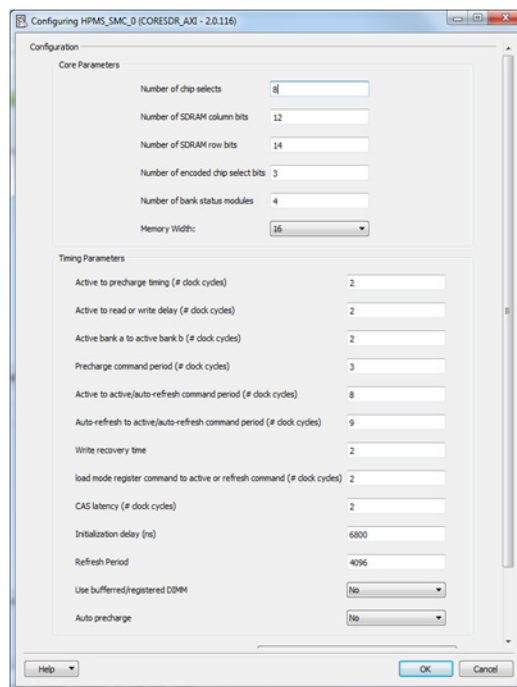 Configuring HPMS_SMC_0 (CORESDR_AXI - 2.0.116)
Configuration
Core Parameters
Number of chip selects 8
Number of SDRAM column bits 12
Number of SDRAM row bits 14
Number of encoded chip select bits 3
Number of bank status modules 4
Memory Width: 16
Timing Parameters
Active to precharge timing (# clock cycles) 2
Active to read or write delay (# clock cycles) 2
Active bank a to active bank b (# clock cycles) 2
Precharge command period (# clock cycles) 3
Active to active/auto-refresh command period (# clock cycles) 8
Auto-refresh to active/auto-refresh command period (# clock cycles) 9
Write recovery time 2
load mode register command to active or refresh command (# clock cycles) 2
CAS latency (# clock cycles) 2
Initialization delay (ns) 6800
Refresh Period 4096
Use bufferred/registered DIMM No
Auto precharge No
Help OK Cancel